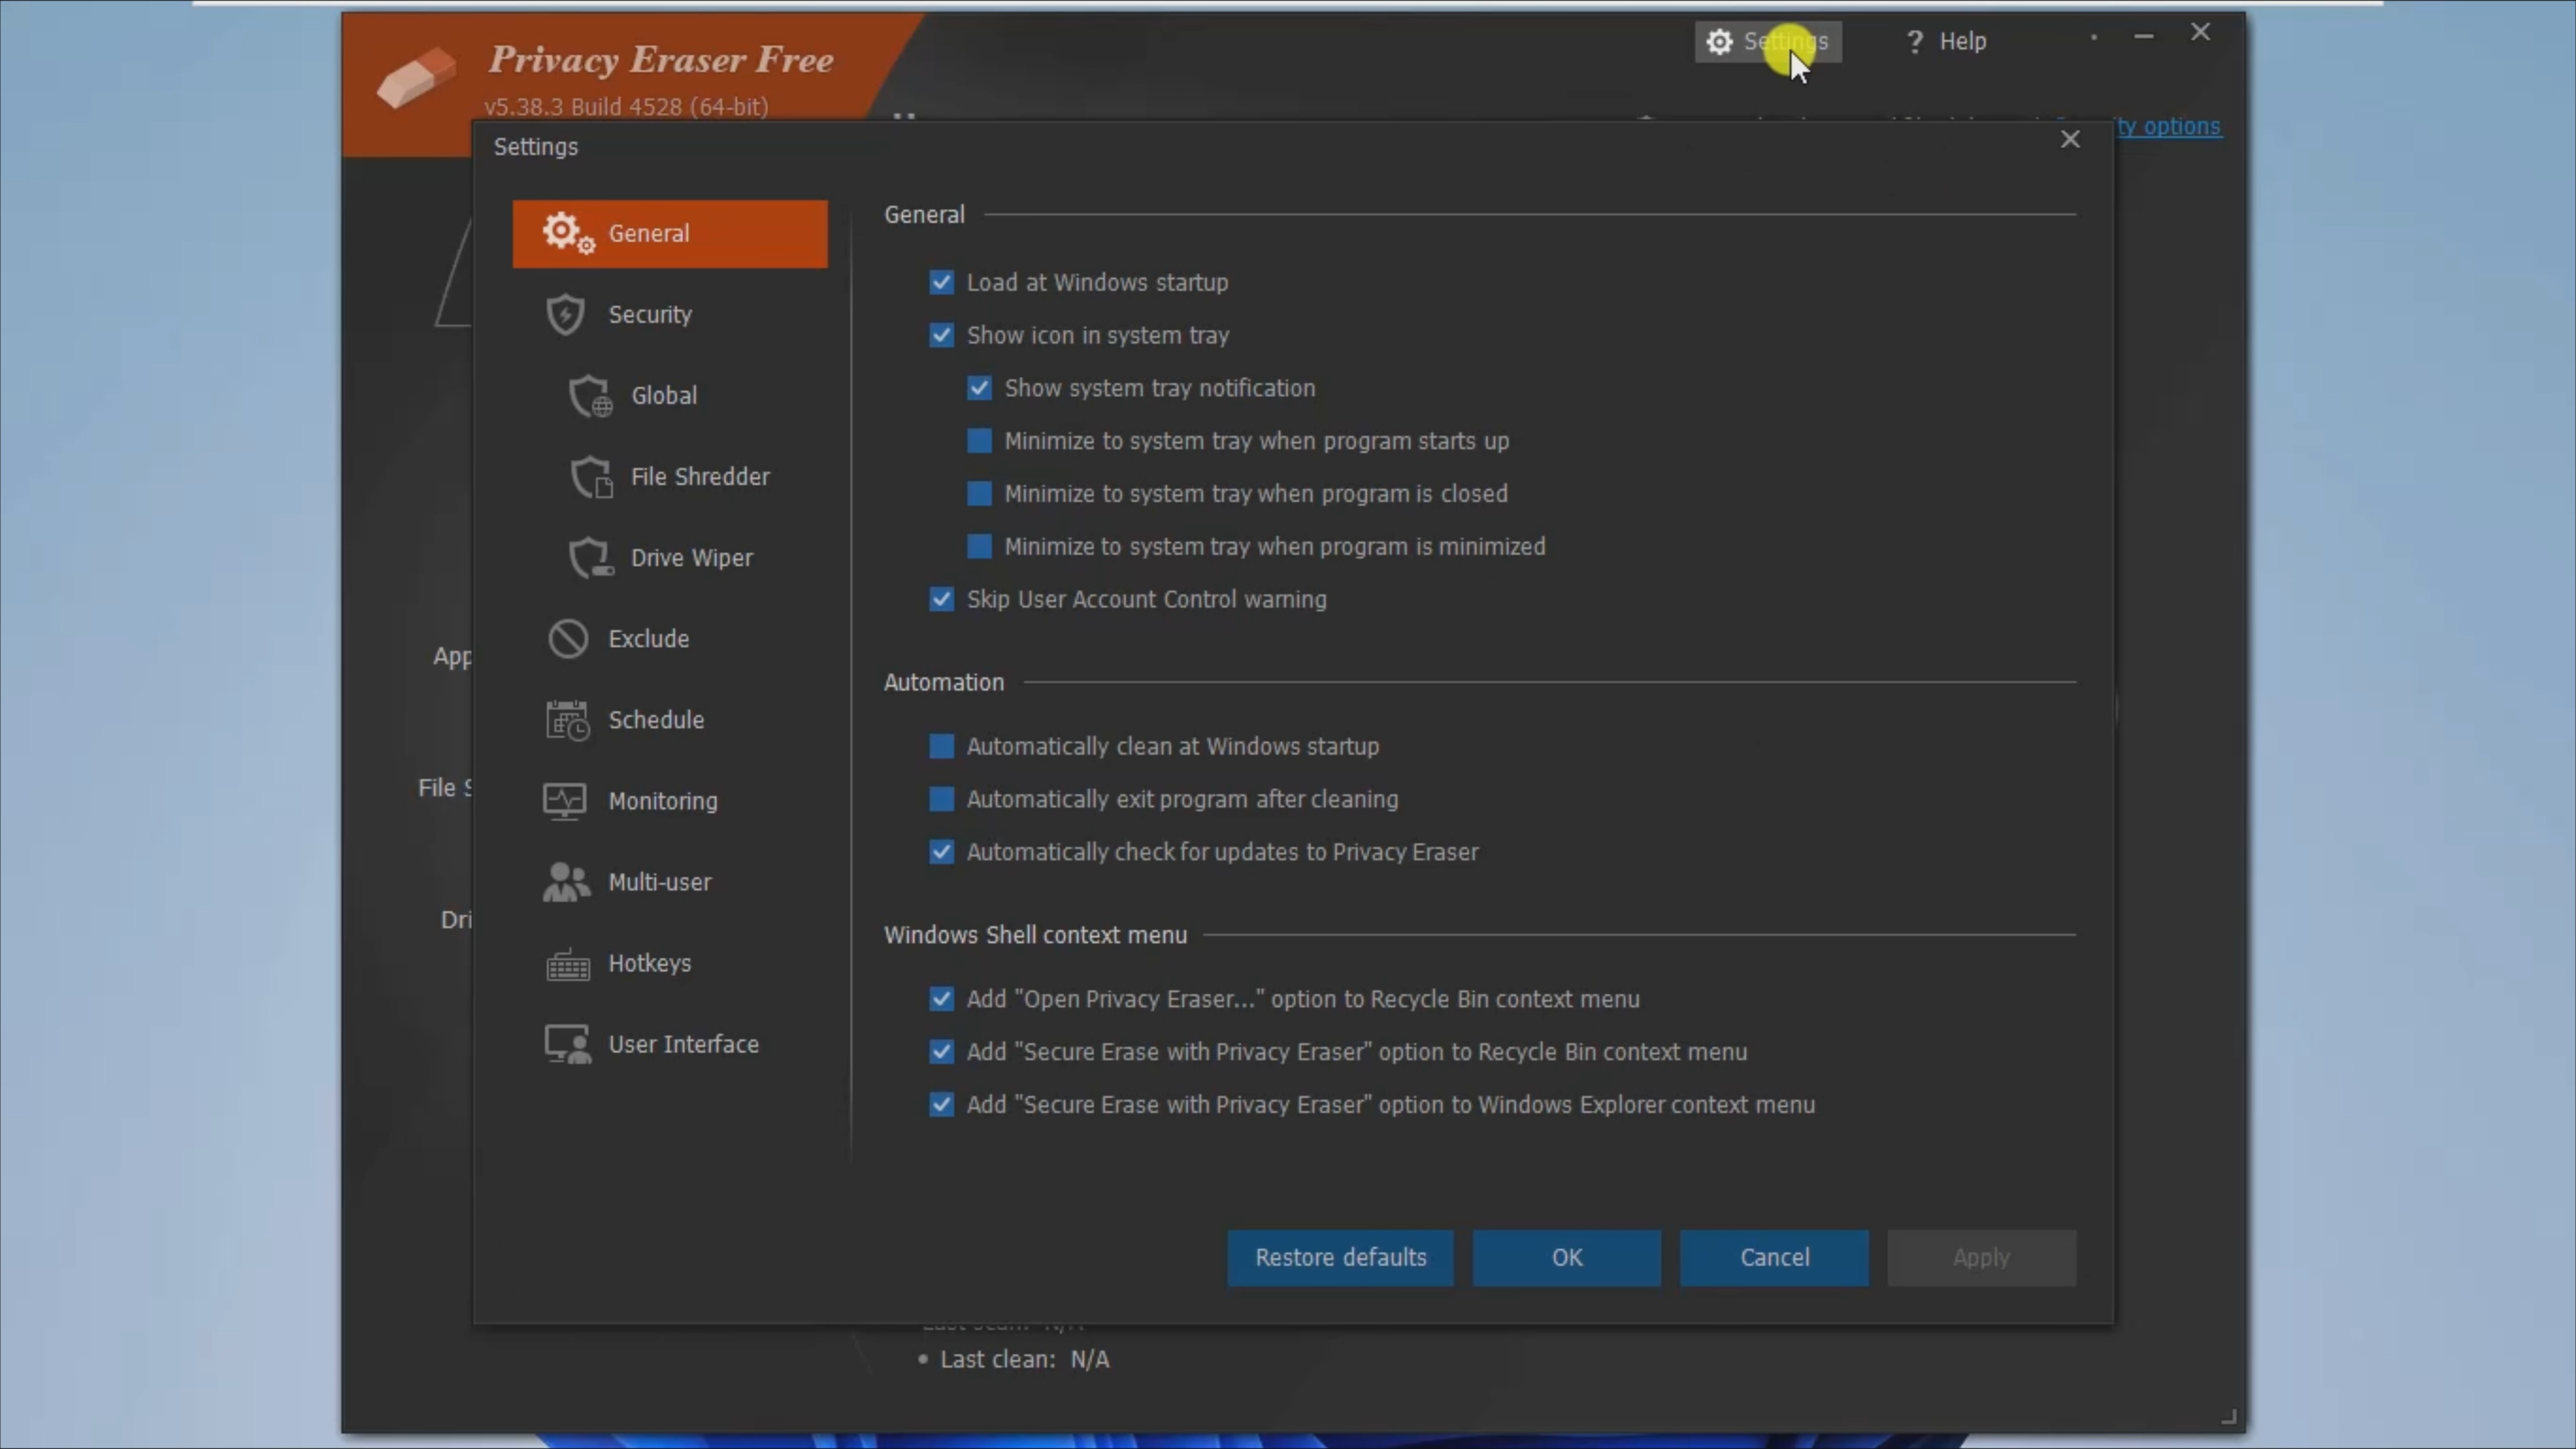 Privacy Eraser Free
v5.38.3 Build 4528 (64-bit)
Settings
? Help
ty options
Settings
General
Security
Global
File Shredder
Drive Wiper
Exclude
Schedule
Monitoring
Multi-user
Hotkeys
User Interface
General
Load at Windows startup
Show icon in system tray
Show system tray notification
Minimize to system tray when program starts up
Minimize to system tray when program is closed
Minimize to system tray when program is minimized
Skip User Account Control warning
Automation
Automatically clean at Windows startup
Automatically exit program after cleaning
Automatically check for updates to Privacy Eraser
Windows Shell context menu
Add "Open Privacy Eraser..." option to Recycle Bin context menu
Add "Secure Erase with Privacy Eraser" option to Recycle Bin context menu
Add "Secure Erase with Privacy Eraser" option to Windows Explorer context menu
Restore defaults
OK
Cancel
Apply
App
File S
Dri
• Last clean: N/A